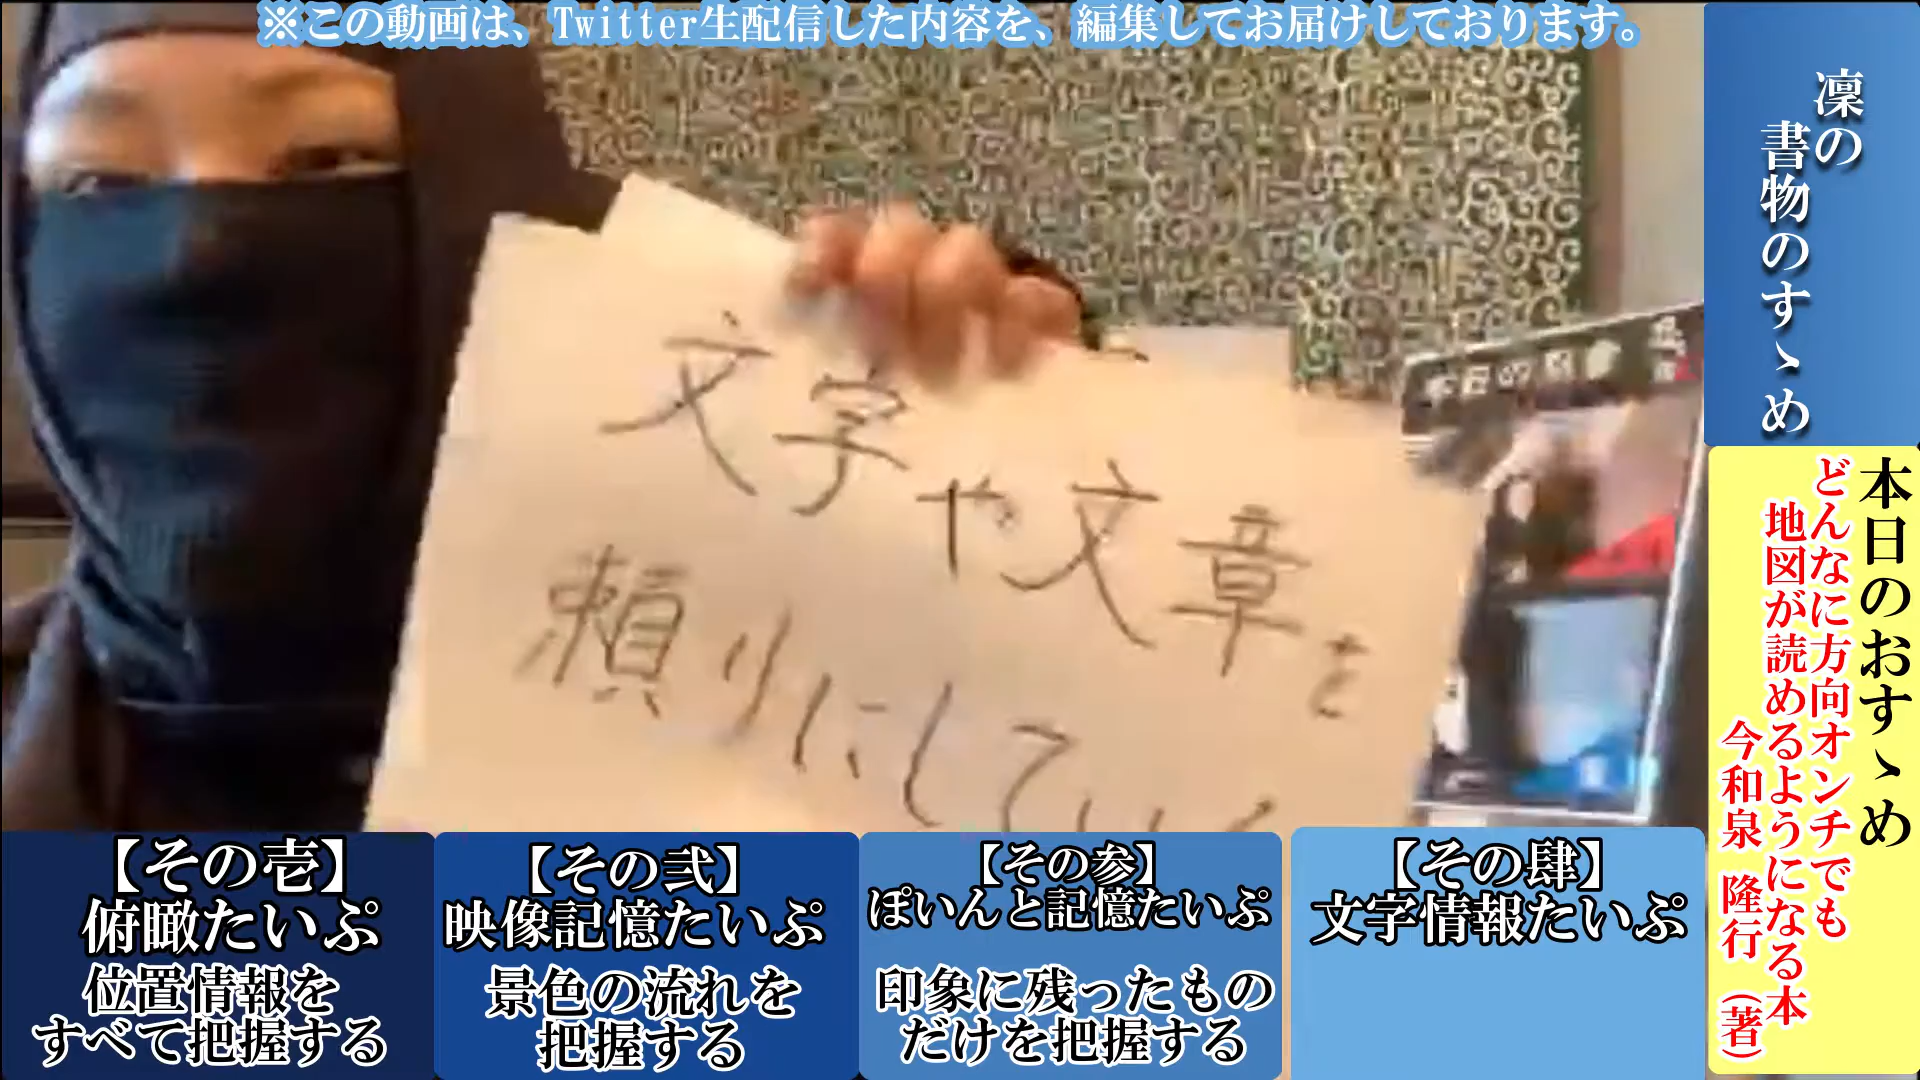 ※この動画は、Twitter生配信した内容を、編集してお届けしております。
凜の
書物のすゝめ
本日のおすゝめ
どんなに方向オンチでも
地図が読めるようになる本
今和泉 隆行 (著)
文字や文章を
頼りにしていく
【その壱】
俯瞰たいぷ
位置情報を
すべて把握する
【その弐】
映像記憶たいぷ
景色の流れを
把握する
【その参】
ぽいんと記憶たいぷ
印象に残ったもの
だけを把握する
【その肆】
文字情報たいぷ